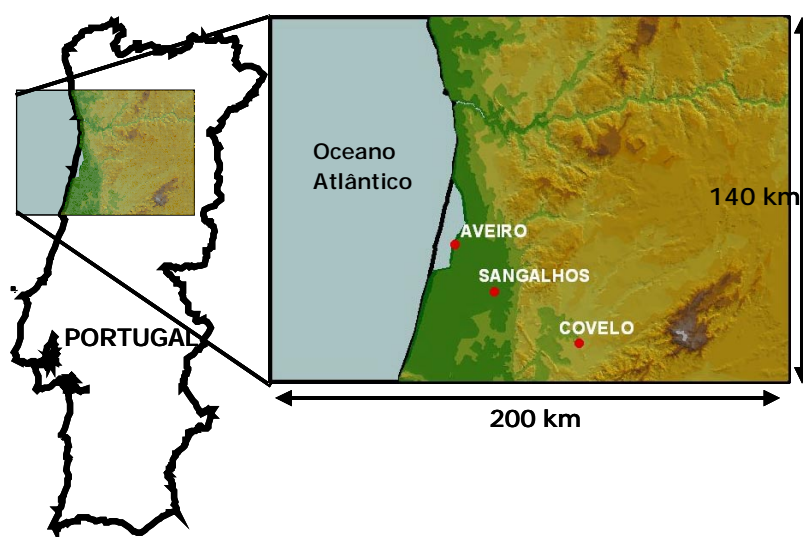 Oceano
Atlântico
140 km
AVEIRO
SANGALHOS
COVELO
PORTUGAL
200 km